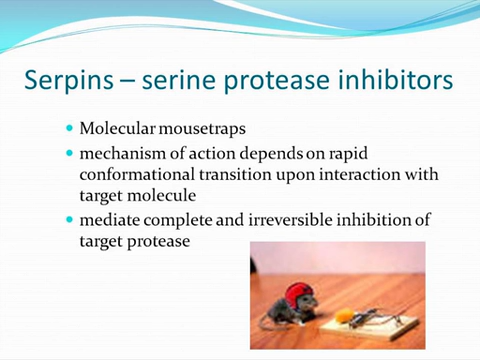 Serpins – serine protease inhibitors
• Molecular mousetraps
• mechanism of action depends on rapid
conformational transition upon interaction with
target molecule
• mediate complete and irreversible inhibition of
target protease